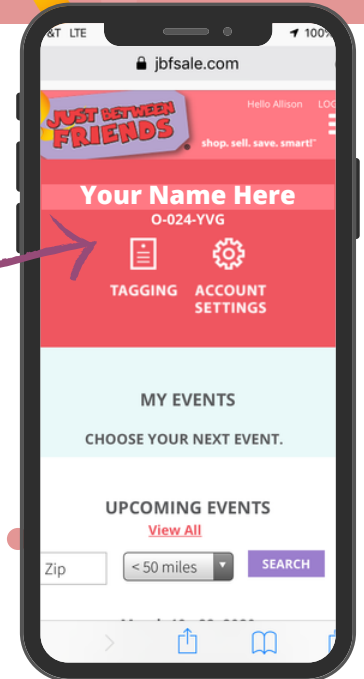 &T LTE
100%
jbfsale.com
Hello Allison LOG
JUST BETWEEN
FRIENDS
shop. sell. save. smart!™
Your Name Here
O-024-YVG
TAGGING
ACCOUNT
SETTINGS
MY EVENTS
CHOOSE YOUR NEXT EVENT.
UPCOMING EVENTS
View All
Zip
< 50 miles
SEARCH